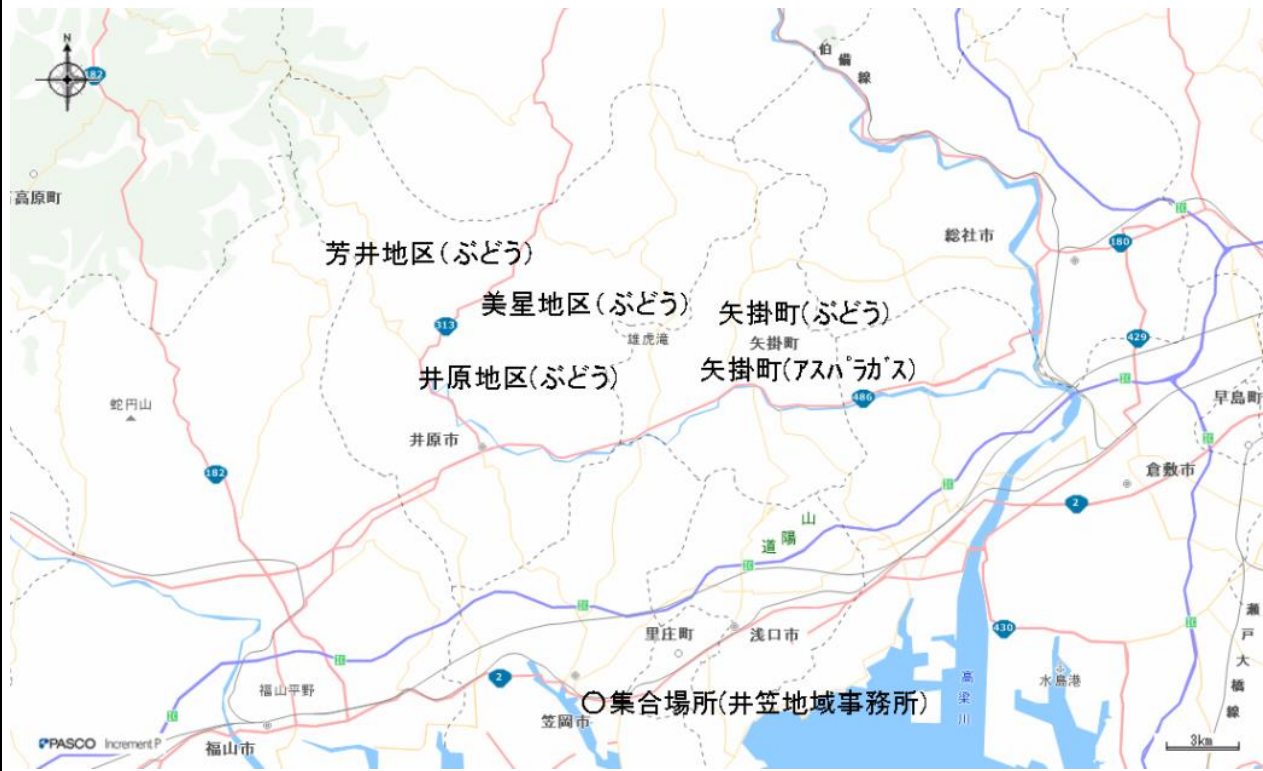 N
182
伯備線
高原町
総社市
180
芳井地区(ぶどう)
美星地区(ぶどう)
矢掛町(ぶどう)
313
雄虎滝
矢掛町
429
井原地区(ぶどう)
矢掛町(アスパラガス)
486
早島町
蛇円山
井原市
182
倉敷市
2
山陽道
瀬戸大橋線
里庄町
浅口市
430
高梁川
水島港
2
福山平野
○集合場所(井笠地域事務所)
笠岡市
福山市
PASCO Increment P
3km